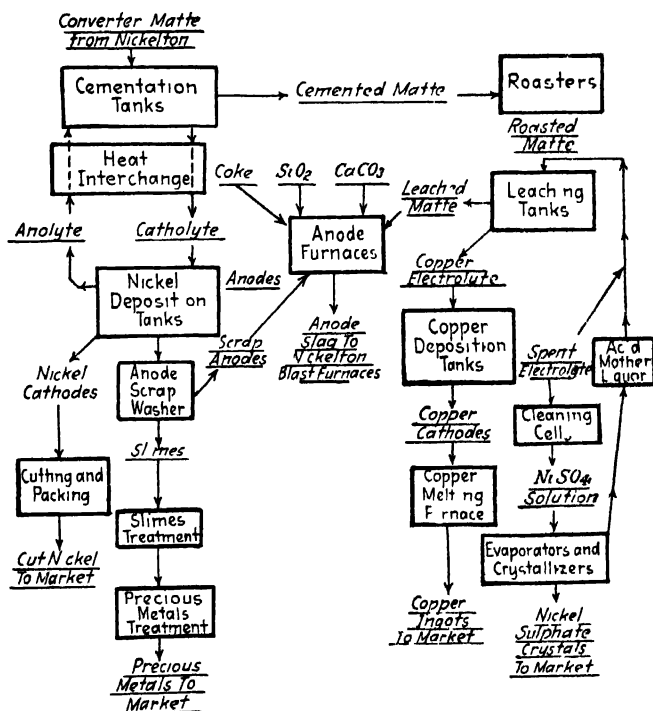 Converter Matte
from Nickelton
Cementation
Tanks
Cemented Matte
Roasters
Roasted
Matte
Heat
Interchange
Coke
SiO2
CaCO3
Leached
Matte
Leaching
Tanks
Anolyte
Catholyte
Anode
Furnaces
Copper
Electrolyte
Nickel
Deposition
Tanks
Anodes
Scrap
Anodes
Anode
Slag To
Nickelton
Blast Furnaces
Copper
Deposition
Tanks
Spent
Electrolyte
Acid
Mother
Liquor
Nickel
Cathodes
Anode
Scrap
Washer
Copper
Cathodes
Cleaning
Cells
Slimes
Cutting and
Packing
Copper
Melting
Furnace
NiSO4
Solution
Slimes
Treatment
Evaporators and
Crystallizers
Cut Nickel
To Market
Precious
Metals
Treatment
Copper
Ingots
To Market
Nickel
Sulphate
Crystals
To Market
Precious
Metals To
Market